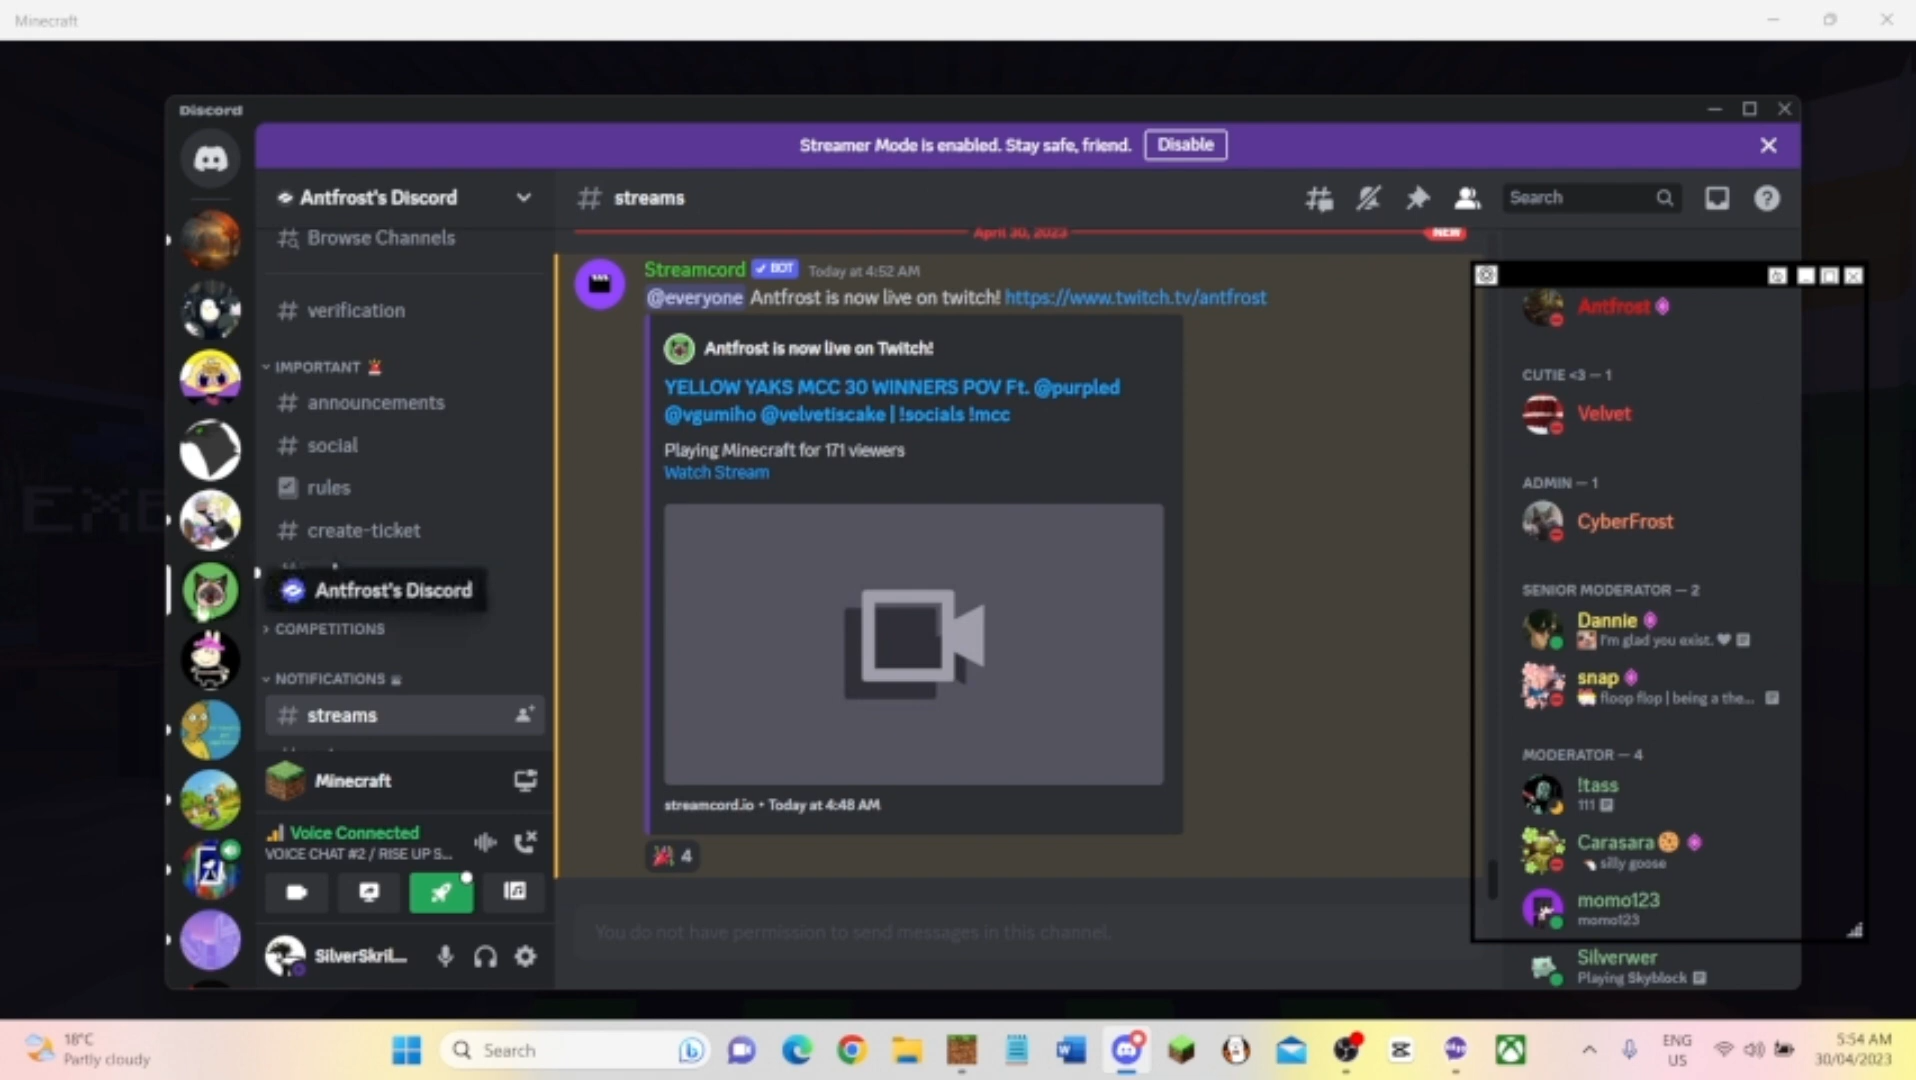 Minecraft
Discord
Streamer Mode is enabled. Stay safe, friend. Disable
Antfrost's Discord
streams
Search
Browse Channels
April 30, 2023
NEW
verification
IMPORTANT
announcements
social
rules
create-ticket
Antfrost's Discord
COMPETITIONS
NOTIFICATIONS
streams
Minecraft
Voice Connected
VOICE CHAT #2 / RISE UP S...
SilverSkril...
Streamcord BOT Today at 4:52 AM
@everyone Antfrost is now live on twitch! https://www.twitch.tv/antfrost
Antfrost is now live on Twitch!
YELLOW YAKS MCC 30 WINNERS POV Ft. @purpled
@vgumiho @velvetiscake | !socials !mcc
Playing Minecraft for 171 viewers
Watch Stream
streamcord.io • Today at 4:48 AM
4
You do not have permission to send messages in this channel.
Antfrost
CUTIE <3 — 1
Velvet
ADMIN — 1
CyberFrost
SENIOR MODERATOR — 2
Dannie
I'm glad you exist.
snap
floop flop | being a the...
MODERATOR — 4
!tass
111
Carasara
silly goose
momo123
momo123
Silverwer
Playing Skyblock
18°C
Partly cloudy
Search
ENG
US
5:54 AM
30/04/2023